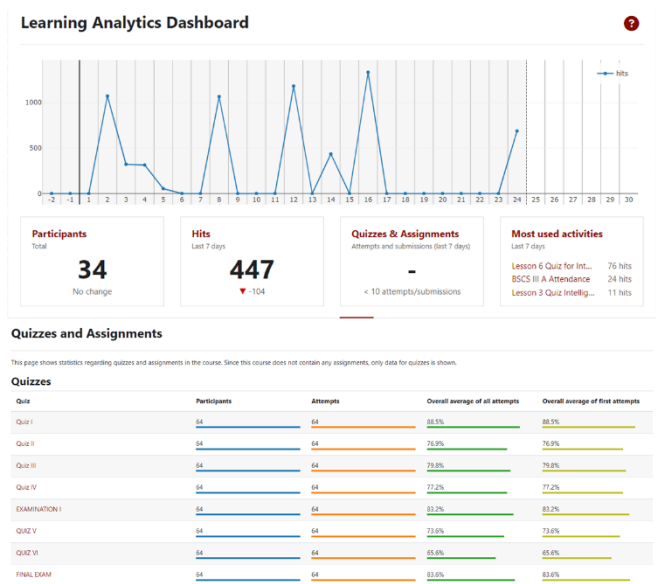 Learning Analytics Dashboard
?
hits
1000
500
0
-2 -1 1 2 3 4 5 6 7 8 9 10 11 12 13 14 15 16 17 18 19 20 21 22 23 24 25 26 27 28 29 30
Participants
Total
34
No change
Hits
Last 7 days
447
▼ -104
Quizzes & Assignments
Attempts and submissions (last 7 days)
-
< 10 attempts/submissions
Most used activities
Last 7 days
Lesson 6 Quiz for Int... 76 hits
BSCS III A Attendance 24 hits
Lesson 3 Quiz Intellig... 11 hits
Quizzes and Assignments
This page shows statistics regarding quizzes and assignments in the course. Since this course does not contain any assignments, only data for quizzes is shown.
Quizzes
Quiz Participants Attempts Overall average of all attempts Overall average of first attempts
Quiz I 64 64 88.5% 88.5%
Quiz II 64 64 76.9% 76.9%
Quiz III 64 64 79.8% 79.8%
Quiz IV 64 64 77.2% 77.2%
EXAMINATION I 64 64 83.2% 83.2%
QUIZ V 64 64 73.6% 73.6%
QUIZ VI 64 64 65.6% 65.6%
FINAL EXAM 64 64 83.6% 83.6%